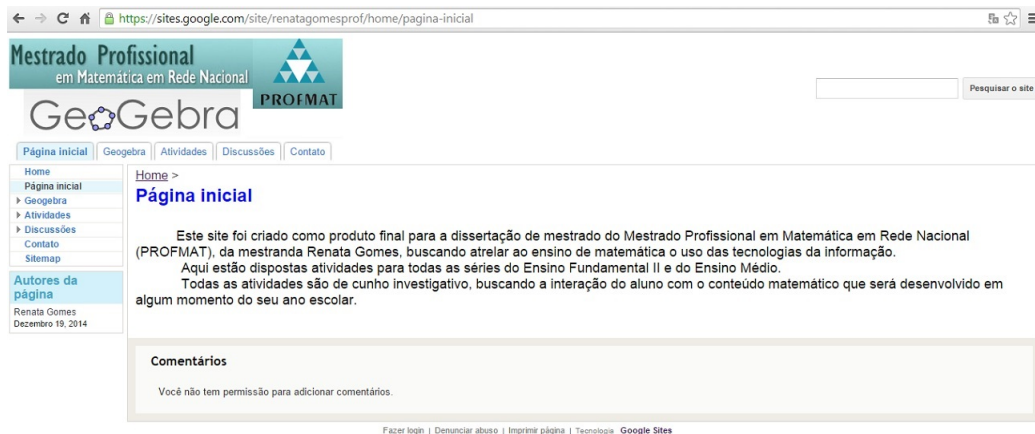 https://sites.google.com/site/renatagomesprof/home/pagina-inicial
Mestrado Profissional
em Matemática em Rede Nacional
PROFMAT
GeoGebra
Pesquisar o site
Página inicial
Geogebra
Atividades
Discussões
Contato
Home
Página inicial
Geogebra
Atividades
Discussões
Contato
Sitemap
Autores da
página
Renata Gomes
Dezembro 19, 2014
Home >
Página inicial
Este site foi criado como produto final para a dissertação de mestrado do Mestrado Profissional em Matemática em Rede Nacional
(PROFMAT), da mestranda Renata Gomes, buscando atrelar ao ensino de matemática o uso das tecnologias da informação.
Aqui estão dispostas atividades para todas as séries do Ensino Fundamental II e do Ensino Médio.
Todas as atividades são de cunho investigativo, buscando a interação do aluno com o conteúdo matemático que será desenvolvido em
algum momento do seu ano escolar.
Comentários
Você não tem permissão para adicionar comentários.
Fazer login | Denunciar abuso | Imprimir página | Tecnologia Google Sites